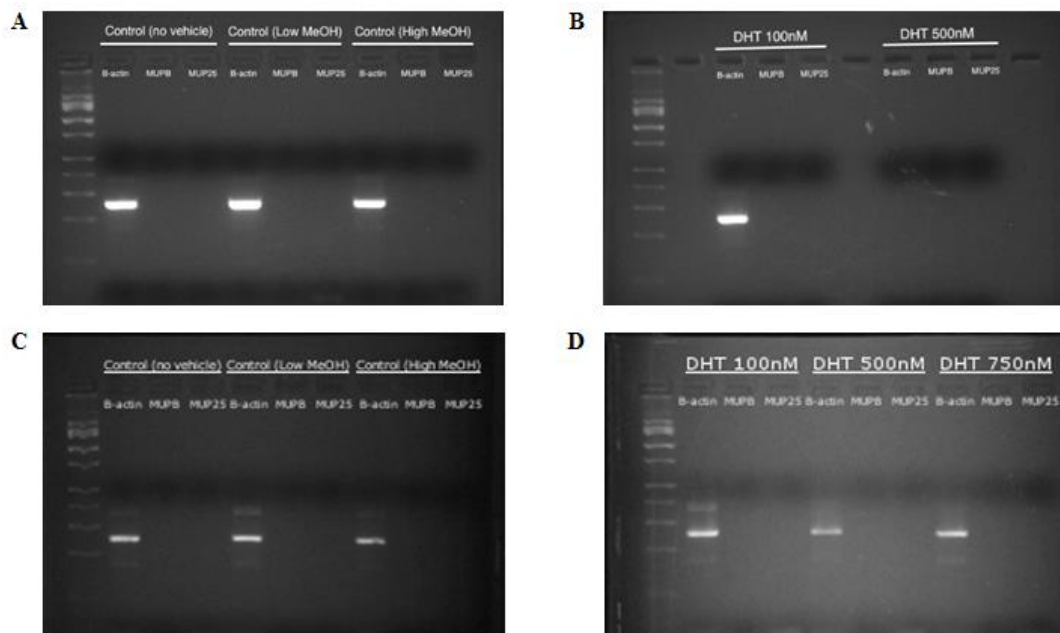 A
Control (no vehicle) Control (Low MeOH) Control (High MeOH)
B-actin MUPB MUP25 B-actin MUPB MUP25 B-actin MUPB MUP25
B
DHT 100nM DHT 500nM
B-actin MUPB MUP25 B-actin MUPB MUP25
C
Control (no vehicle) Control (Low MeOH) Control (High MeOH)
B-actin MUPB MUP25 B-actin MUPB MUP25 B-actin MUPB MUP25
D
DHT 100nM DHT 500nM DHT 750nM
B-actin MUPB MUP25 B-actin MUPB MUP25 B-actin MUPB MUP25